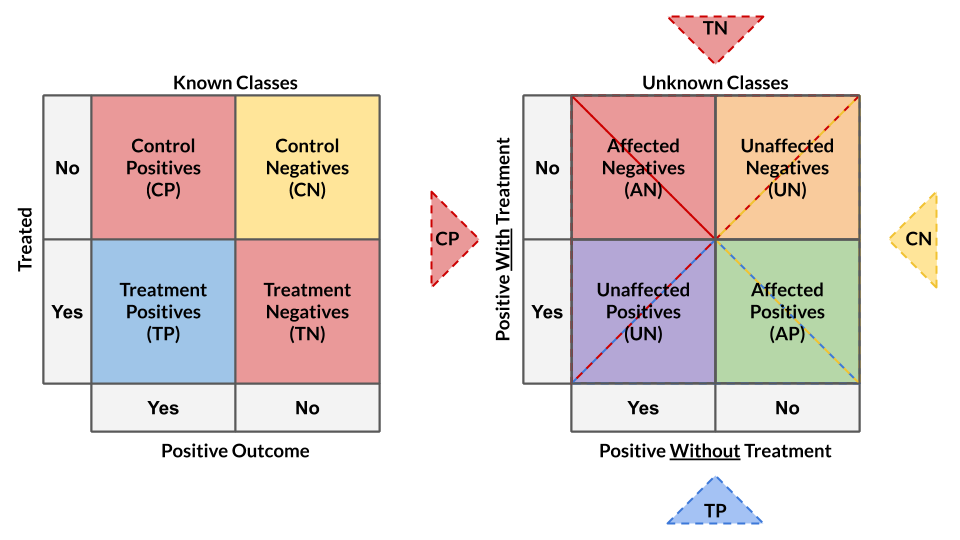 TN
Known Classes
Unknown Classes
Treated
No
Control
Positives
(CP)
Control
Negatives
(CN)
Yes
Treatment
Positives
(TP)
Treatment
Negatives
(TN)
Yes
No
Positive Outcome
CP
Positive With Treatment
No
Affected
Negatives
(AN)
Unaffected
Negatives
(UN)
Yes
Unaffected
Positives
(UN)
Affected
Positives
(AP)
Yes
No
Positive Without Treatment
CN
TP